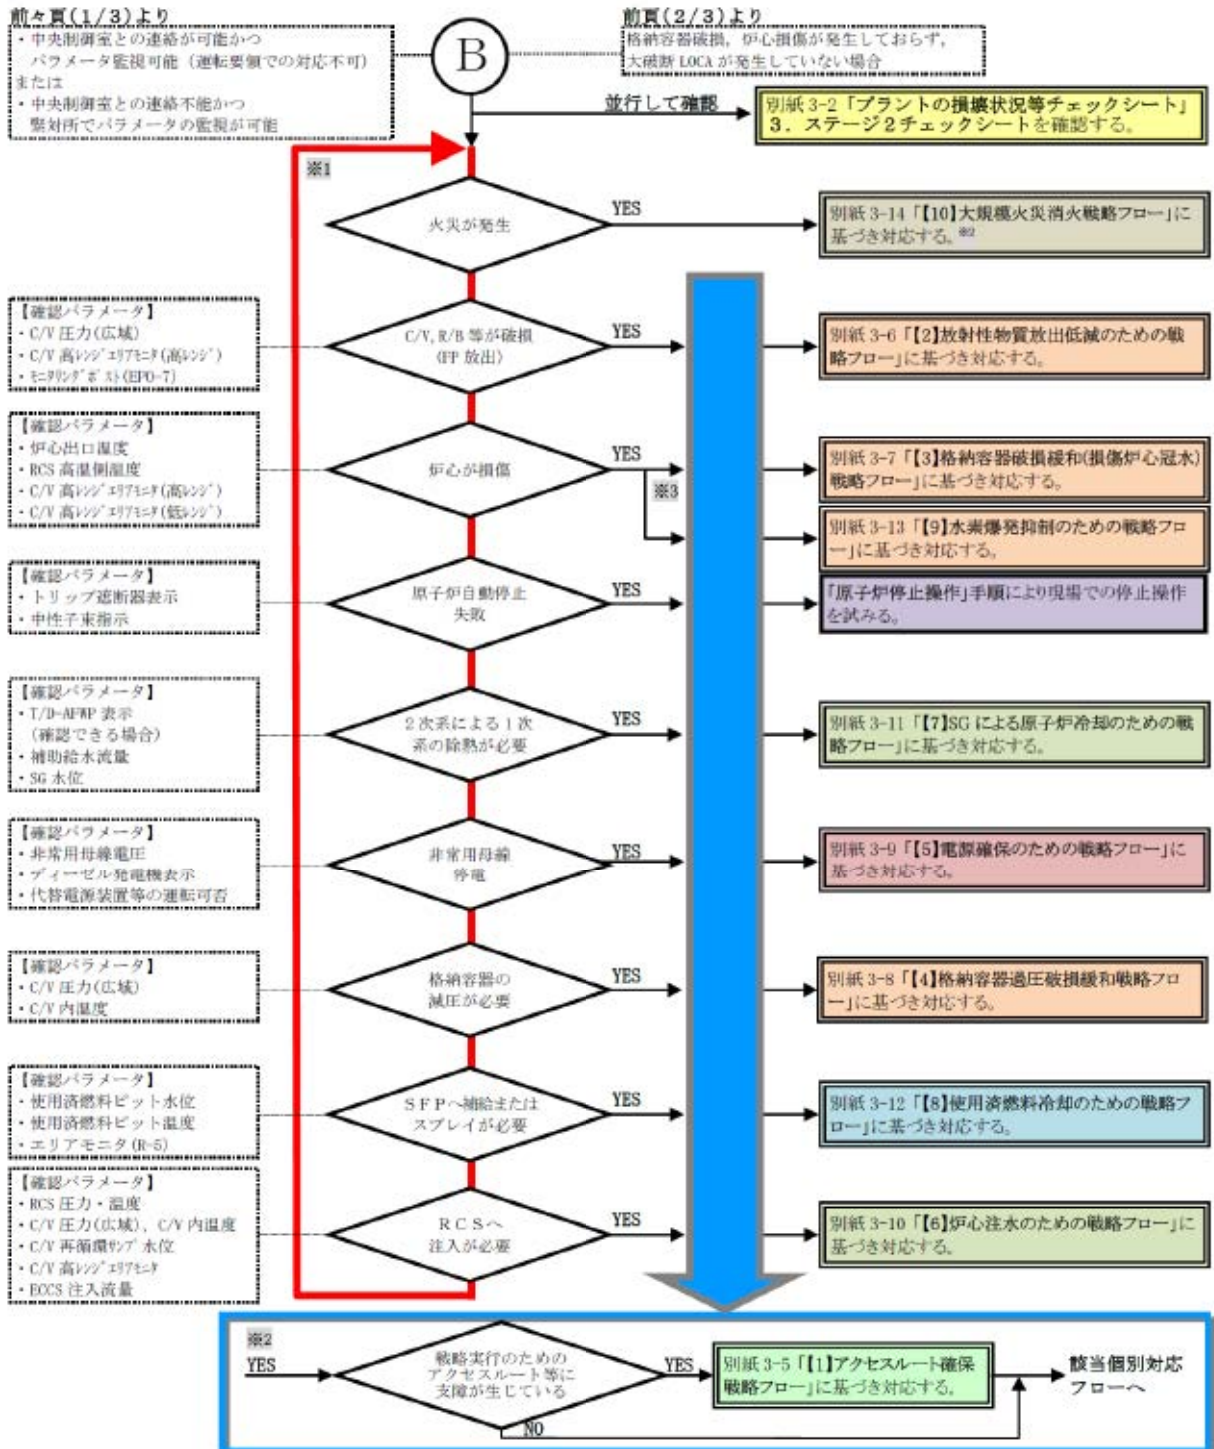 前々頁(1/3)より
・中央制御室との連絡が可能かつ
パラメータ監視可能（運転要領での対応不可）
または
・中央制御室との連絡不能かつ
緊対所でパラメータの監視が可能
B
前頁(2/3)より
格納容器破損，炉心損傷が発生しておらず，
大破断 LOCA が発生していない場合
並行して確認
別紙 3-2「プラントの損壊状況等チェックシート」
3．ステージ2チェックシートを確認する。
※1
火災が発生
YES
別紙 3-14「【10】大規模火災消火戦略フロー」に
基づき対応する。※2
【確認パラメータ】
・C/V 圧力(広域)
・C/V 高ﾚﾝｼﾞｴﾘｱﾓﾆﾀ(高ﾚﾝｼﾞ)
・ﾓﾆﾀﾘﾝｸﾞﾎﾟｽﾄ(EPO-7)
C/V, R/B 等が破損
(FP 放出)
YES
別紙 3-6「【2】放射性物質放出低減のための戦
略フロー」に基づき対応する。
【確認パラメータ】
・炉心出口温度
・RCS 高温側温度
・C/V 高ﾚﾝｼﾞｴﾘｱﾓﾆﾀ(高ﾚﾝｼﾞ)
・C/V 高ﾚﾝｼﾞｴﾘｱﾓﾆﾀ(低ﾚﾝｼﾞ)
炉心が損傷
YES
※3
別紙 3-7「【3】格納容器破損緩和(損傷炉心冠水)
戦略フロー」に基づき対応する。
別紙 3-13「【9】水素爆発抑制のための戦略フロ
ー」に基づき対応する。
【確認パラメータ】
・トリップ遮断器表示
・中性子束指示
原子炉自動停止
失敗
YES
『原子炉停止操作』手順により現場での停止操作
を試みる。
【確認パラメータ】
・T/D-AFWP 表示
（確認できる場合）
・補助給水流量
・SG 水位
2次系による1次
系の除熱が必要
YES
別紙 3-11「【7】SG による原子炉冷却のための戦
略フロー」に基づき対応する。
【確認パラメータ】
・非常用母線電圧
・ディーゼル発電機表示
・代替電源装置等の運転可否
非常用母線
停電
YES
別紙 3-9「【5】電源確保のための戦略フロー」に
基づき対応する。
【確認パラメータ】
・C/V 圧力(広域)
・C/V 内温度
格納容器の
減圧が必要
YES
別紙 3-8「【4】格納容器過圧破損緩和戦略フロ
ー」に基づき対応する。
【確認パラメータ】
・使用済燃料ピット水位
・使用済燃料ピット温度
・エリアモニタ(R-5)
ＳＦＰへ補給または
スプレイが必要
YES
別紙 3-12「【8】使用済燃料冷却のための戦略フ
ロー」に基づき対応する。
【確認パラメータ】
・RCS 圧力・温度
・C/V 圧力(広域)、C/V 内温度
・C/V 再循環ｻﾝﾌﾟ水位
・C/V 高ﾚﾝｼﾞｴﾘｱﾓﾆﾀ
・ECCS 注入流量
ＲＣＳへ
注入が必要
YES
別紙 3-10「【6】炉心注水のための戦略フロー」に
基づき対応する。
※2
YES
戦略実行のための
アクセスルート等に
支障が生じている
YES
別紙 3-5「【1】アクセスルート確保
戦略フロー」に基づき対応する。
該当個別対応
フローへ
NO